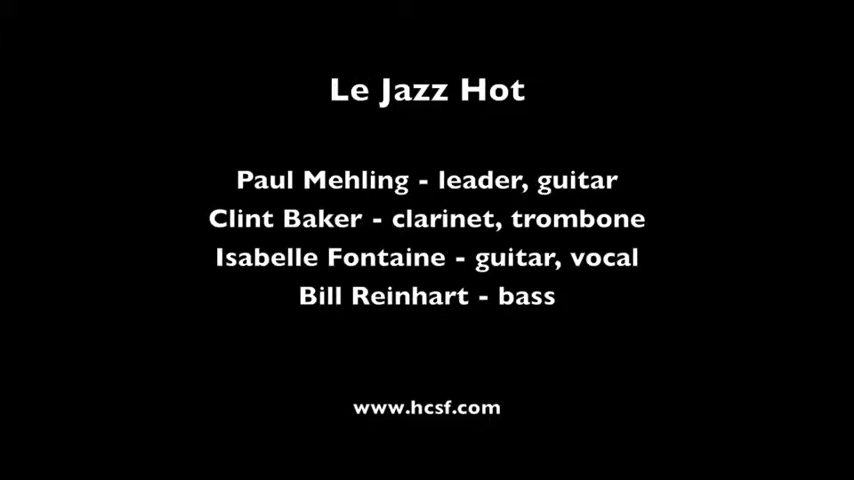 Le Jazz Hot
Paul Mehling - leader, guitar
Clint Baker - clarinet, trombone
Isabelle Fontaine - guitar, vocal
Bill Reinhart - bass
www.hcsf.com